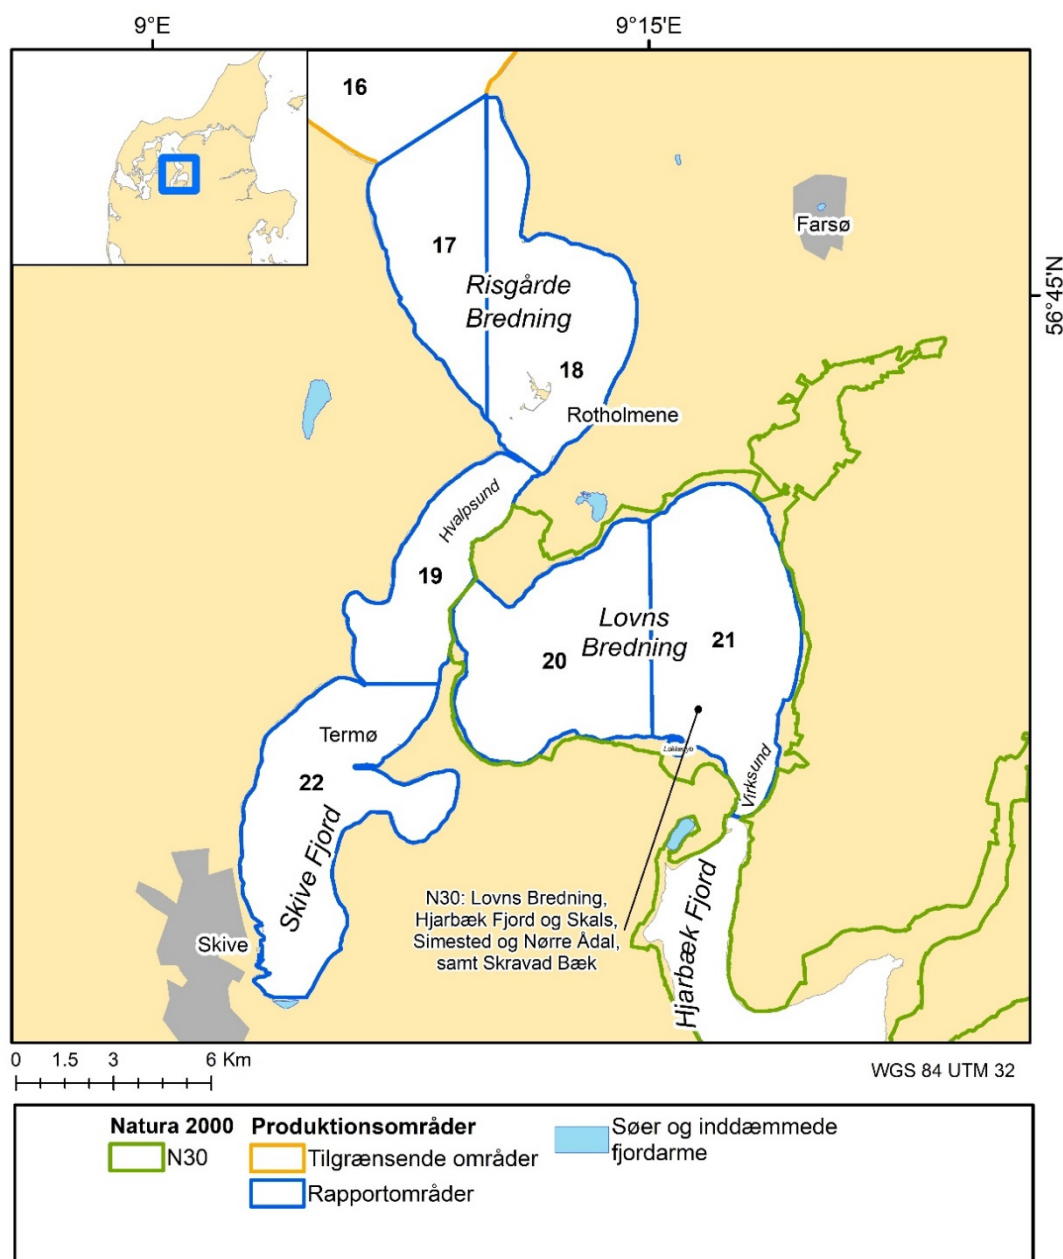 9°E
9°15'E
16
17
Farsø
Risgårde
Bredning
56°45'N
18
Rotholmene
Hvalpsund
19
Lovns
Bredning
20
21
Termø
22
Virksund
Skive Fjord
Hjarbæk Fjord
N30: Lovns Bredning,
Hjarbæk Fjord og Skals,
Simested og Nørre Ådal,
samt Skravad Bæk
Skive
0 1.5 3 6 Km
WGS 84 UTM 32
Natura 2000
N30
Produktionsområder
Tilgrænsende områder
Rapportområder
Søer og inddæmmede
fjordarme